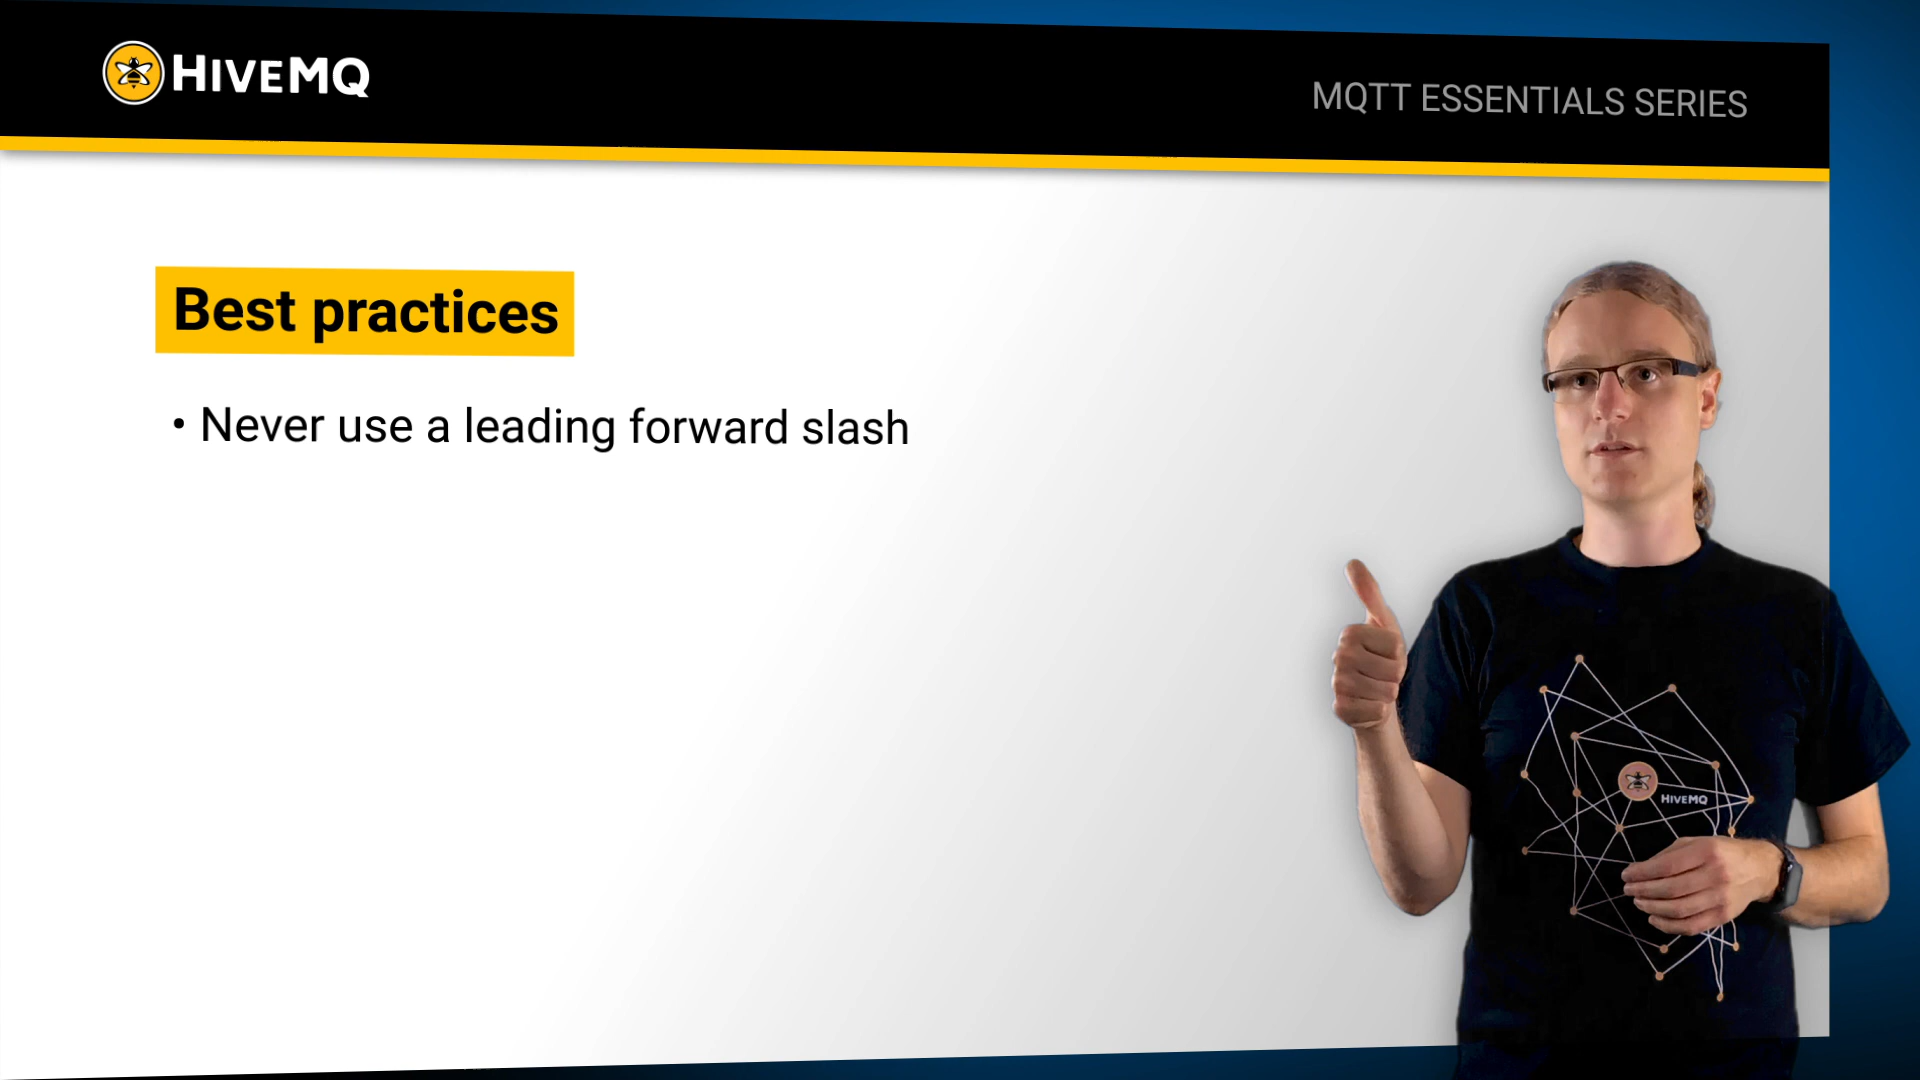 HIVEMQ
MQTT ESSENTIALS SERIES
Best practices
• Never use a leading forward slash
HIVEMQ